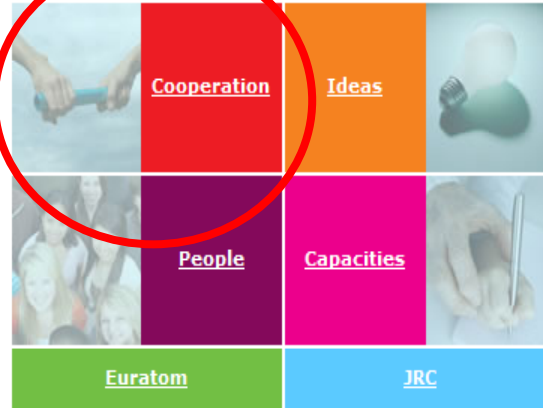 Cooperation
Ideas
People
Capacities
Euratom
JRC